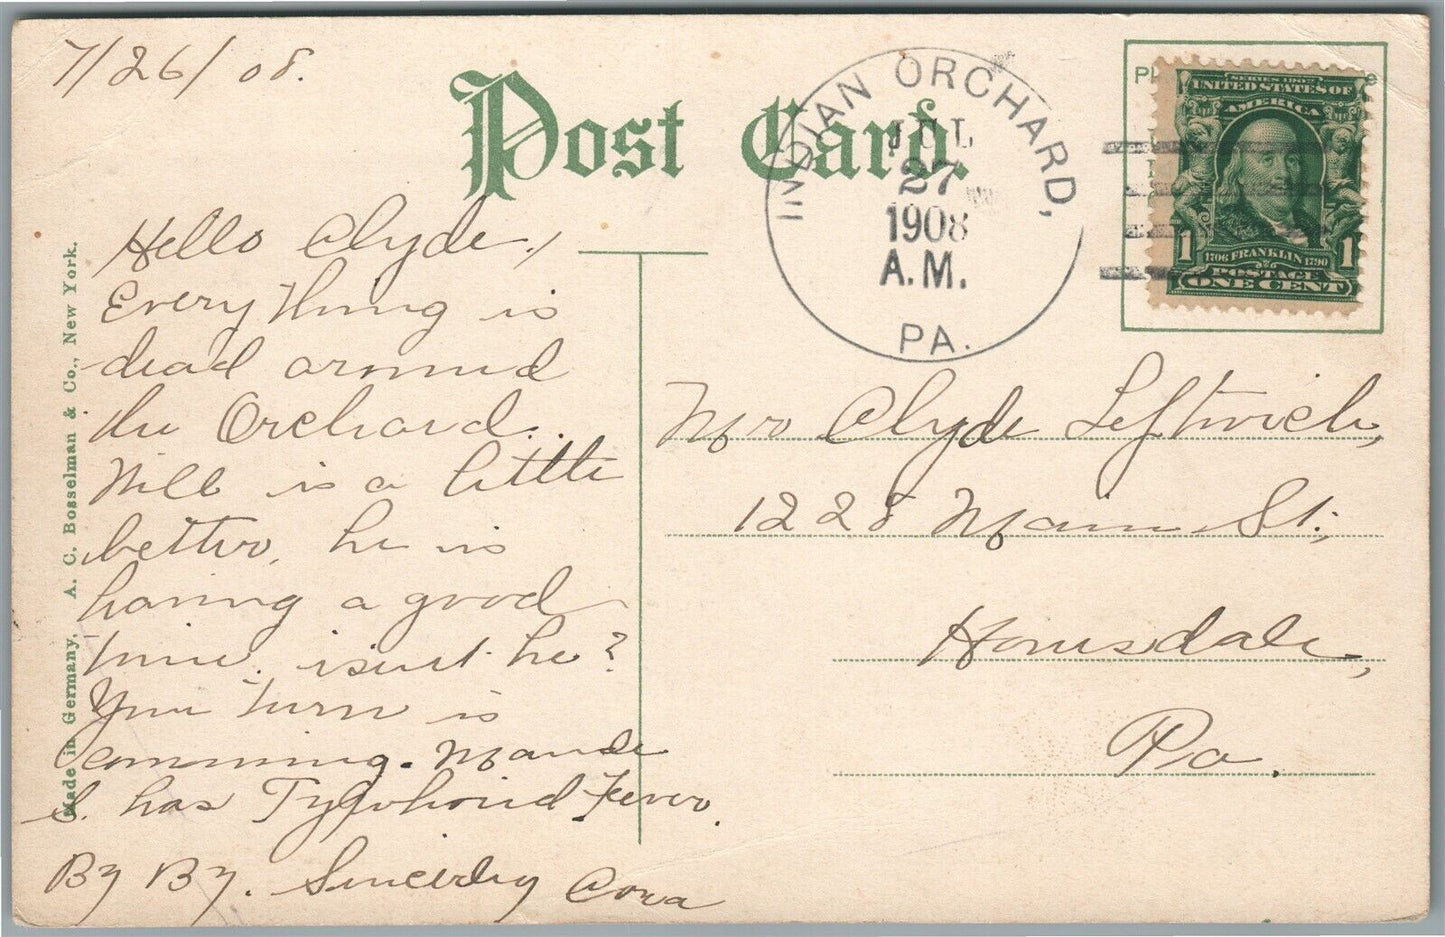 7/26/08.
Post Card.
INDIAN ORCHARD,
JUL
27
1908
A.M.
PA.
SERIES 1902
UNITED STATES OF
AMERICA
1 1
1706 FRANKLIN 1790
POSTAGE
ONE CENT
Hello Clyde!
Every thing is
dead around
the Orchard.
Will is a little
better, he is
having a good
time. isent he?
Your turn is
comming. Maude
S. has Typhoid Fever.
By By. Sincerley Cora
Mr Clyde Leftwich,
1228 Main St.,
Honesdale,
Pa.
Made in Germany, A. C. Bosselman & Co., New York.